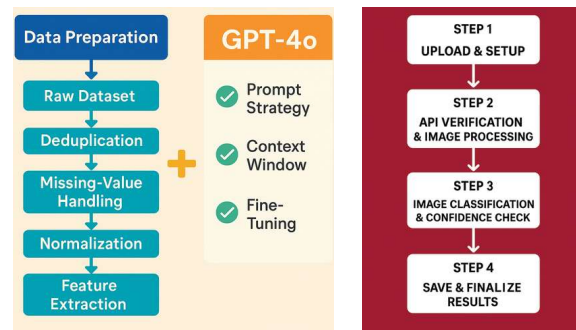 Data Preparation
Raw Dataset
Deduplication
Missing-Value
Handling
Normalization
Feature
Extraction
+
GPT-4o
Prompt
Strategy
Context
Window
Fine-
Tuning
STEP 1
UPLOAD & SETUP
STEP 2
API VERIFICATION
& IMAGE PROCESSING
STEP 3
IMAGE CLASSIFICATION
& CONFIDENCE CHECK
STEP 4
SAVE & FINALIZE
RESULTS